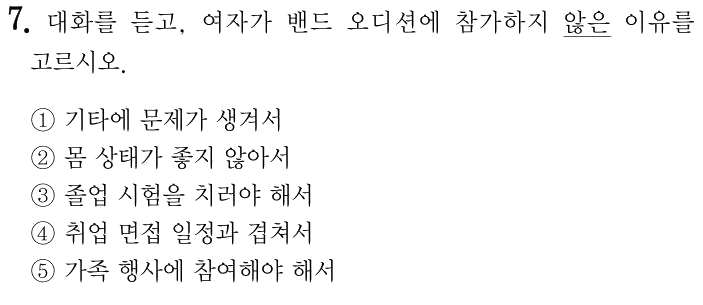 7. 대화를 듣고, 여자가 밴드 오디션에 참가하지 않은 이유를
고르시오.
① 기타에 문제가 생겨서
② 몸 상태가 좋지 않아서
③ 졸업 시험을 치러야 해서
④ 취업 면접 일정과 겹쳐서
⑤ 가족 행사에 참여해야 해서